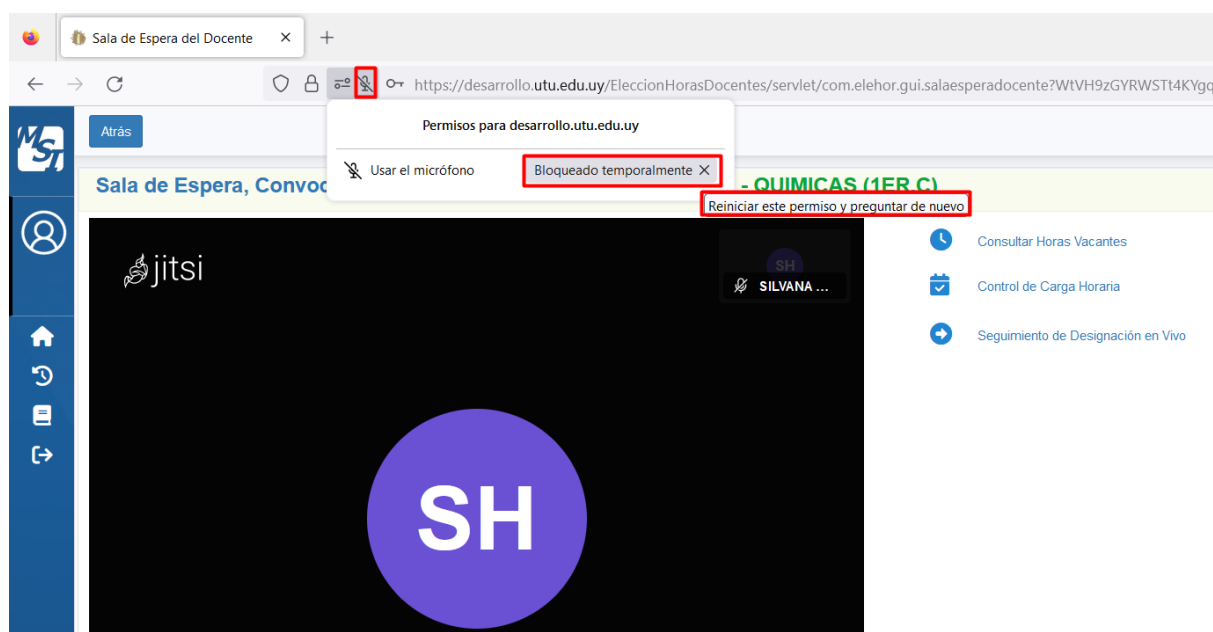 Sala de Espera del Docente
https://desarrollo.utu.edu.uy/EleccionHorasDocentes/servlet/com.elehor.gui.salaesperadocente?WtVH9zGYRWSTt4KYgq
Permisos para desarrollo.utu.edu.uy
Usar el micrófono Bloqueado temporalmente
Reiniciar este permiso y preguntar de nuevo
MST
Atrás
Sala de Espera, Convoc - QUIMICAS (1ER.C)
jitsi
SH
SILVANA ...
SH
Consultar Horas Vacantes
Control de Carga Horaria
Seguimiento de Designación en Vivo